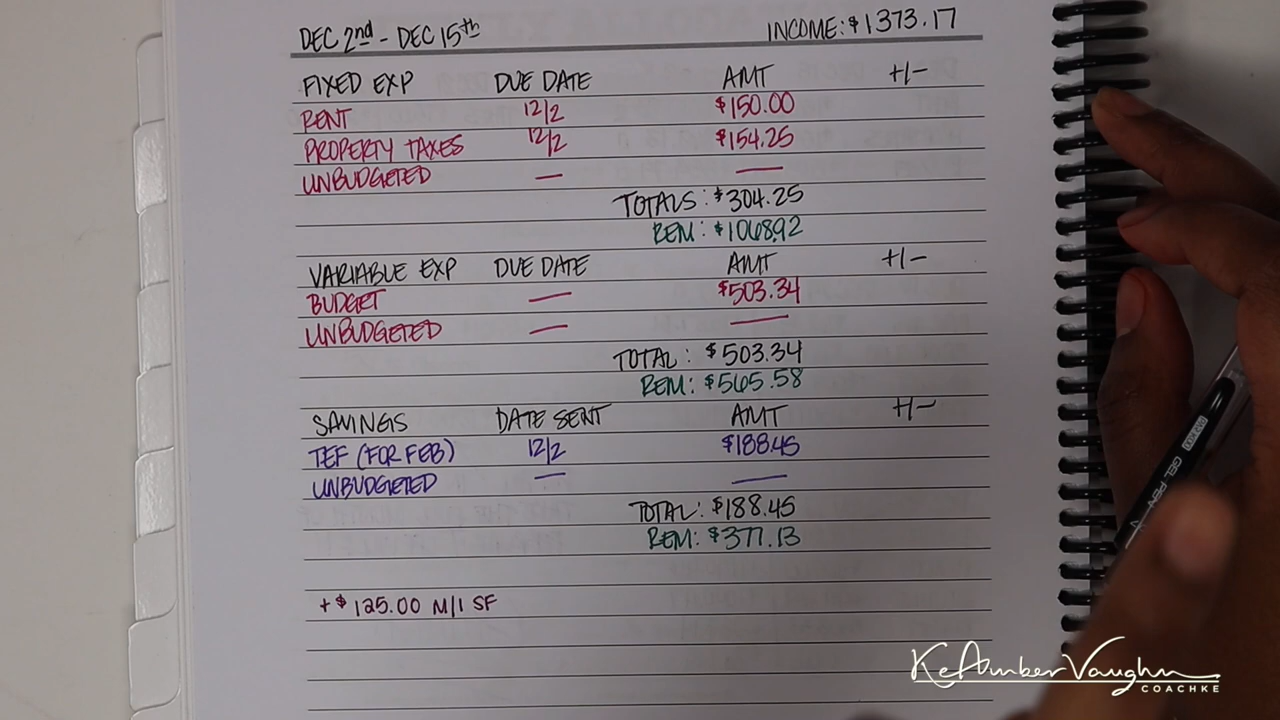 DEC 2nd - DEC 15th INCOME: $1373.17
FIXED EXP DUE DATE AMT +/-
RENT 12/2 $150.00
PROPERTY TAXES 12/2 $154.25
UNBUDGETED — —
TOTALS: $304.25
REM: $1068.92
VARIABLE EXP DUE DATE AMT +/-
BUDGET — $503.34
UNBUDGETED — —
TOTAL: $503.34
REM: $565.58
SAVINGS DATE SENT AMT +/-
TEF (FOR FEB) 12/2 $188.45
UNBUDGETED — —
TOTAL: $188.45
REM: $377.13
+$125.00 M/I SF
GEL PEN
KeAmber Vaughn
COACHKE